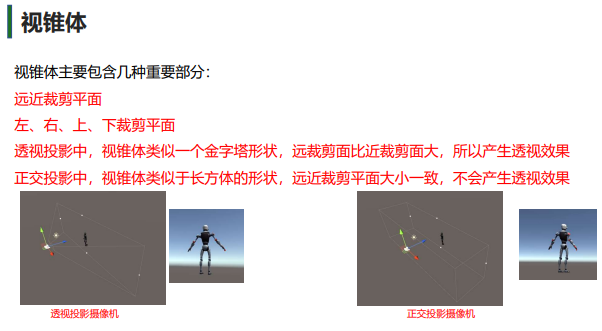 视锥体
视锥体主要包含几种重要部分：
远近裁剪平面
左、右、上、下裁剪平面
透视投影中，视锥体类似一个金字塔形状，远裁剪面比近裁剪面大，所以产生透视效果
正交投影中，视锥体类似于长方体的形状，远近裁剪平面大小一致，不会产生透视效果
透视投影摄像机
正交投影摄像机